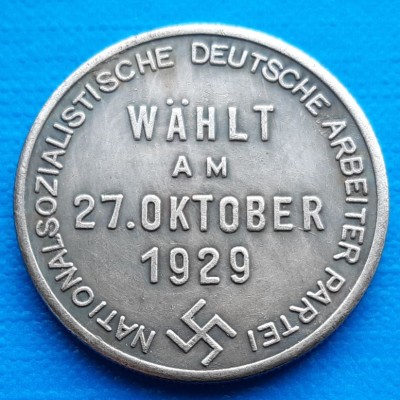 NATIONALSOZIALISTISCHE DEUTSCHE ARBEITER PARTEI
WÄHLT
AM
27. OKTOBER
1929